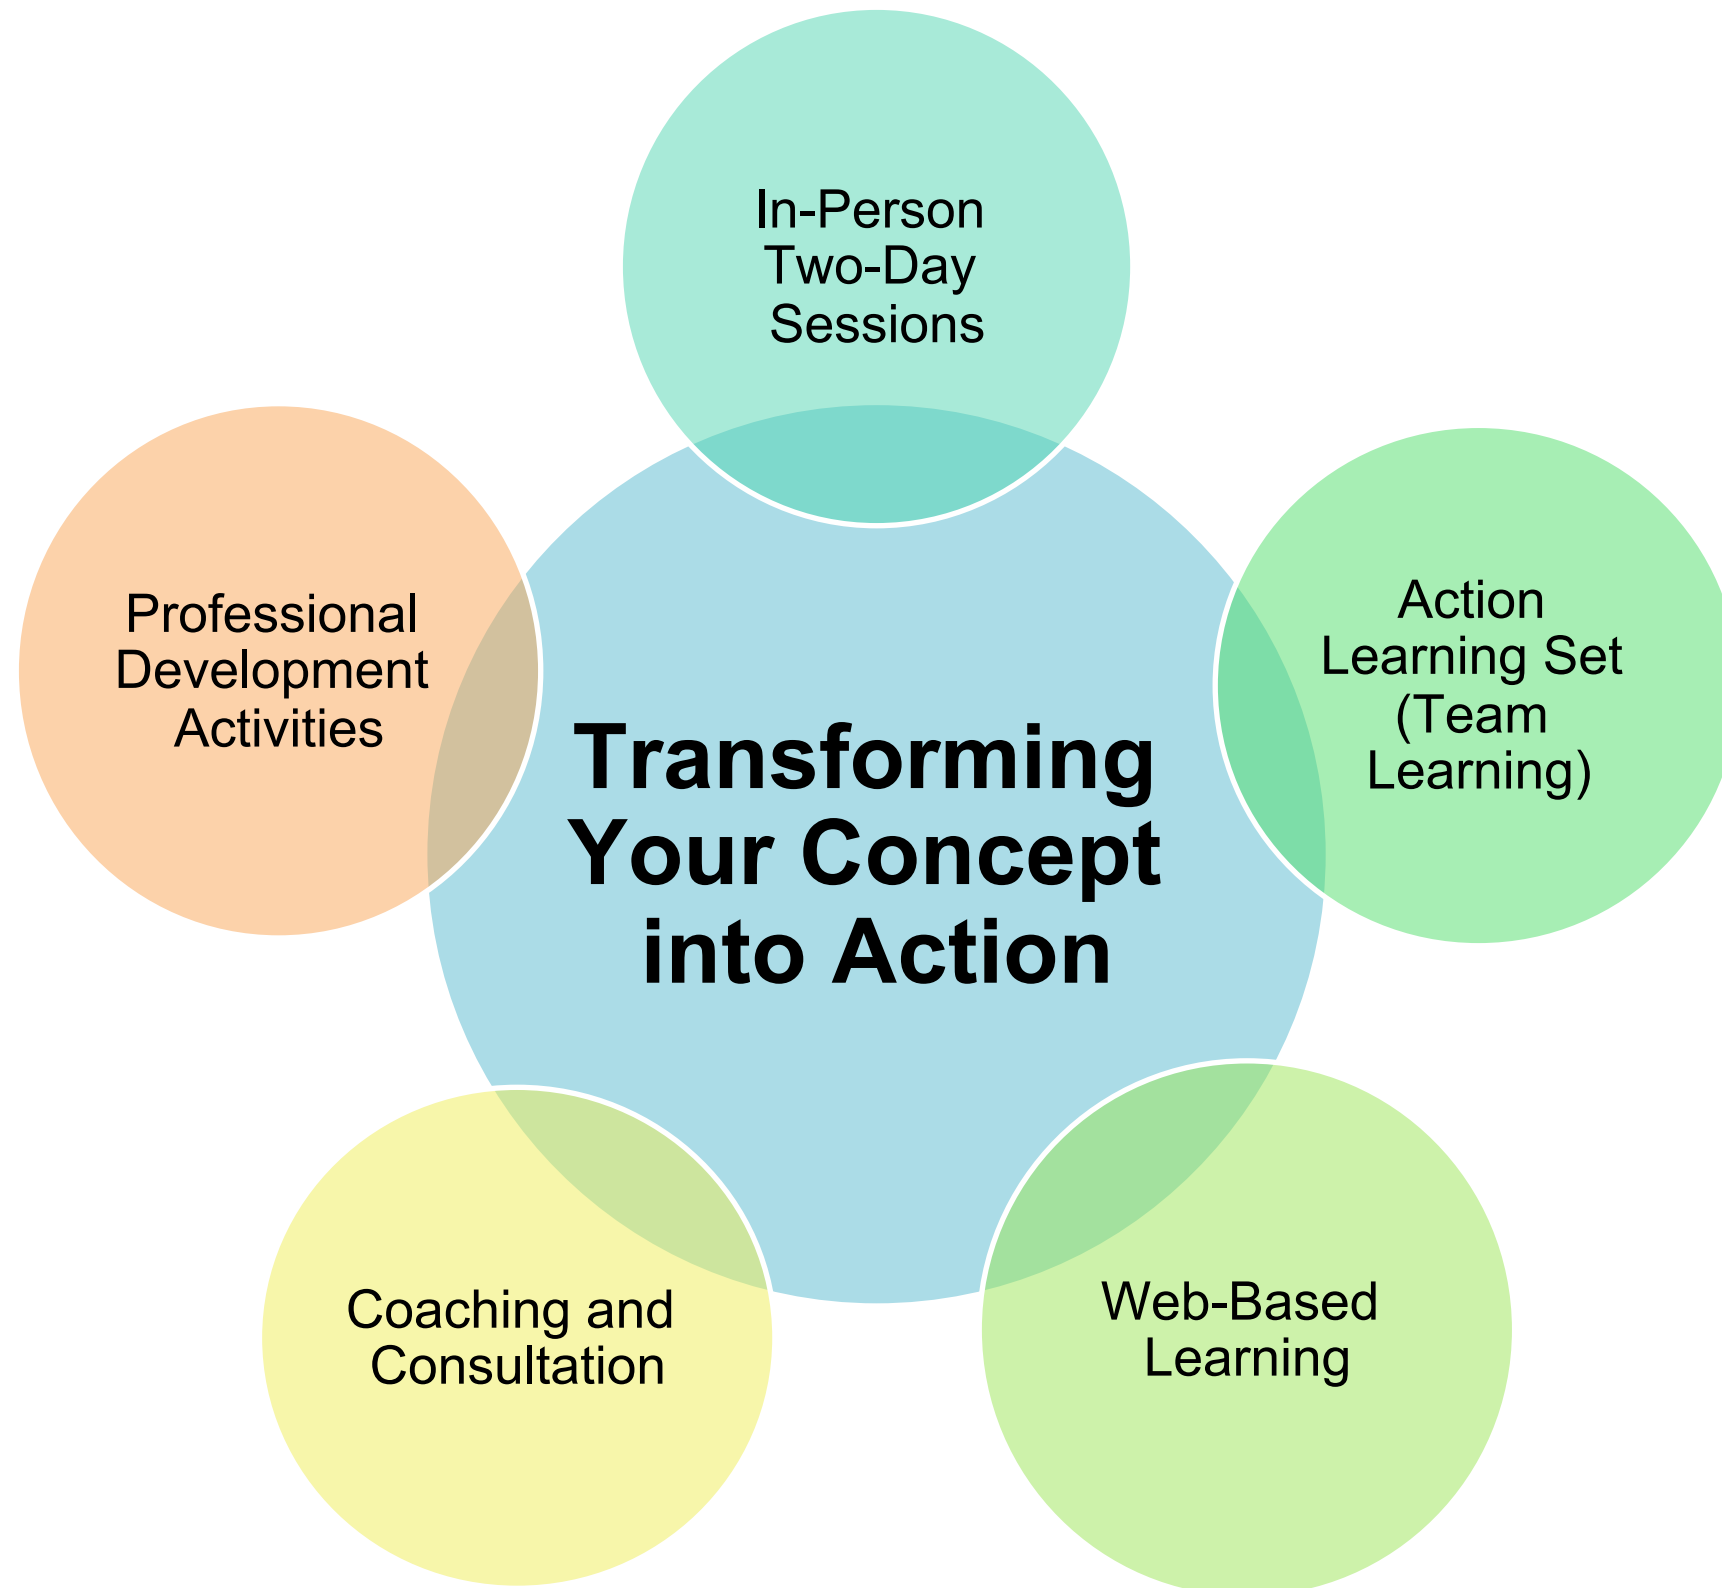 In-Person
Two-Day
Sessions
Action
Learning Set
(Team
Learning)
Web-Based
Learning
Coaching and
Consultation
Professional
Development
Activities
Transforming
Your Concept
into Action